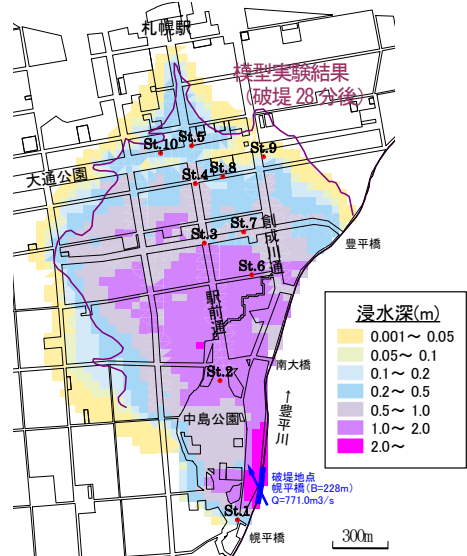 札幌駅
模型実験結果
(破堤 28 分後)
St.5
St.10
St.9
大通公園
St.8
St.4
創成川通
St.7
St.3
豊平橋
St.6
駅前通
浸水深(m)
0.001～ 0.05
0.05～ 0.1
0.1～ 0.2
0.2～ 0.5
0.5～ 1.0
1.0～ 2.0
2.0～
南大橋
St.2
↑豊平川
中島公園
破堤地点
幌平橋(B=228m)
Q=771.0m3/s
St.1
幌平橋
300m